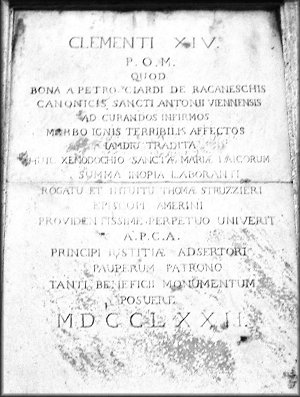 CLEMENTI XIV.
P. O. M.
QUOD
BONA A PETRO CIARDI DE RACANESCHIS
CANONICIS SANCTI ANTONII VIENNENSIS
AD CURANDOS INFIRMOS
MORBO IGNIS TERRIBILIS AFFECTOS
IAMDIU TRADITA
HUIC XENODOCHIO SANCTÆ MARIÆ LAICORUM
SUMMA INOPIA LABORANTI
ROGATU ET INTUITU THOMÆ STRUZZIERI
EPISCOPI AMERINI
PROVIDENTISSIME PERPETUO UNIVERIT
A. P. C. A.
PRINCIPI IUSTITIÆ ADSERTORI
PAUPERUM PATRONO
TANTI BENEFICII MONUMENTUM
POSUERE
MDCCLXXII.